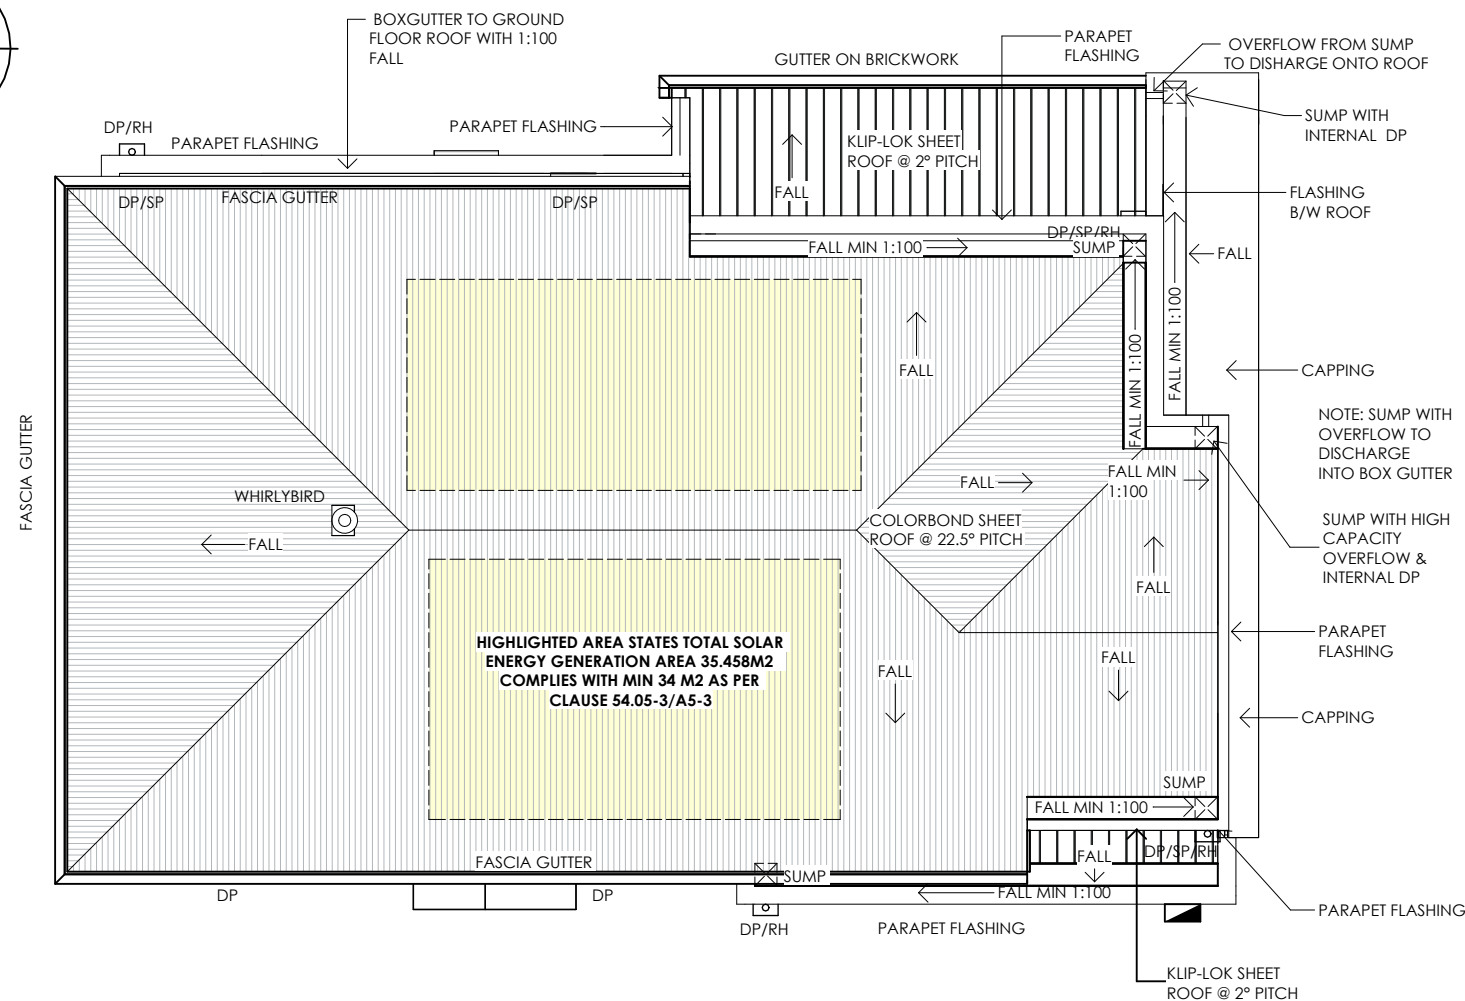 BOXGUTTER TO GROUND
FLOOR ROOF WITH 1:100
FALL
GUTTER ON BRICKWORK
PARAPET
FLASHING
OVERFLOW FROM SUMP
TO DISHARGE ONTO ROOF
SUMP WITH
INTERNAL DP
DP/RH
PARAPET FLASHING
PARAPET FLASHING
KLIP-LOK SHEET
ROOF @ 2° PITCH
FALL
FLASHING
B/W ROOF
DP/SP
FASCIA GUTTER
DP/SP
DP/SP/RH
FALL MIN 1:100
SUMP
FALL
FALL MIN 1:100
FALL MIN 1:100
FALL
CAPPING
NOTE: SUMP WITH
OVERFLOW TO
DISCHARGE
INTO BOX GUTTER
FASCIA GUTTER
WHIRLYBIRD
FALL
FALL
FALL MIN
1:100
COLORBOND SHEET
ROOF @ 22.5° PITCH
SUMP WITH HIGH
CAPACITY
OVERFLOW &
INTERNAL DP
FALL
HIGHLIGHTED AREA STATES TOTAL SOLAR
ENERGY GENERATION AREA 35.458M2
COMPLIES WITH MIN 34 M2 AS PER
CLAUSE 54.05-3/A5-3
PARAPET
FLASHING
FALL
FALL
CAPPING
SUMP
FALL MIN 1:100
FASCIA GUTTER
SUMP
FALL
DP/SP/RH
DP
DP
FALL MIN 1:100
DP/RH
PARAPET FLASHING
PARAPET FLASHING
KLIP-LOK SHEET
ROOF @ 2° PITCH